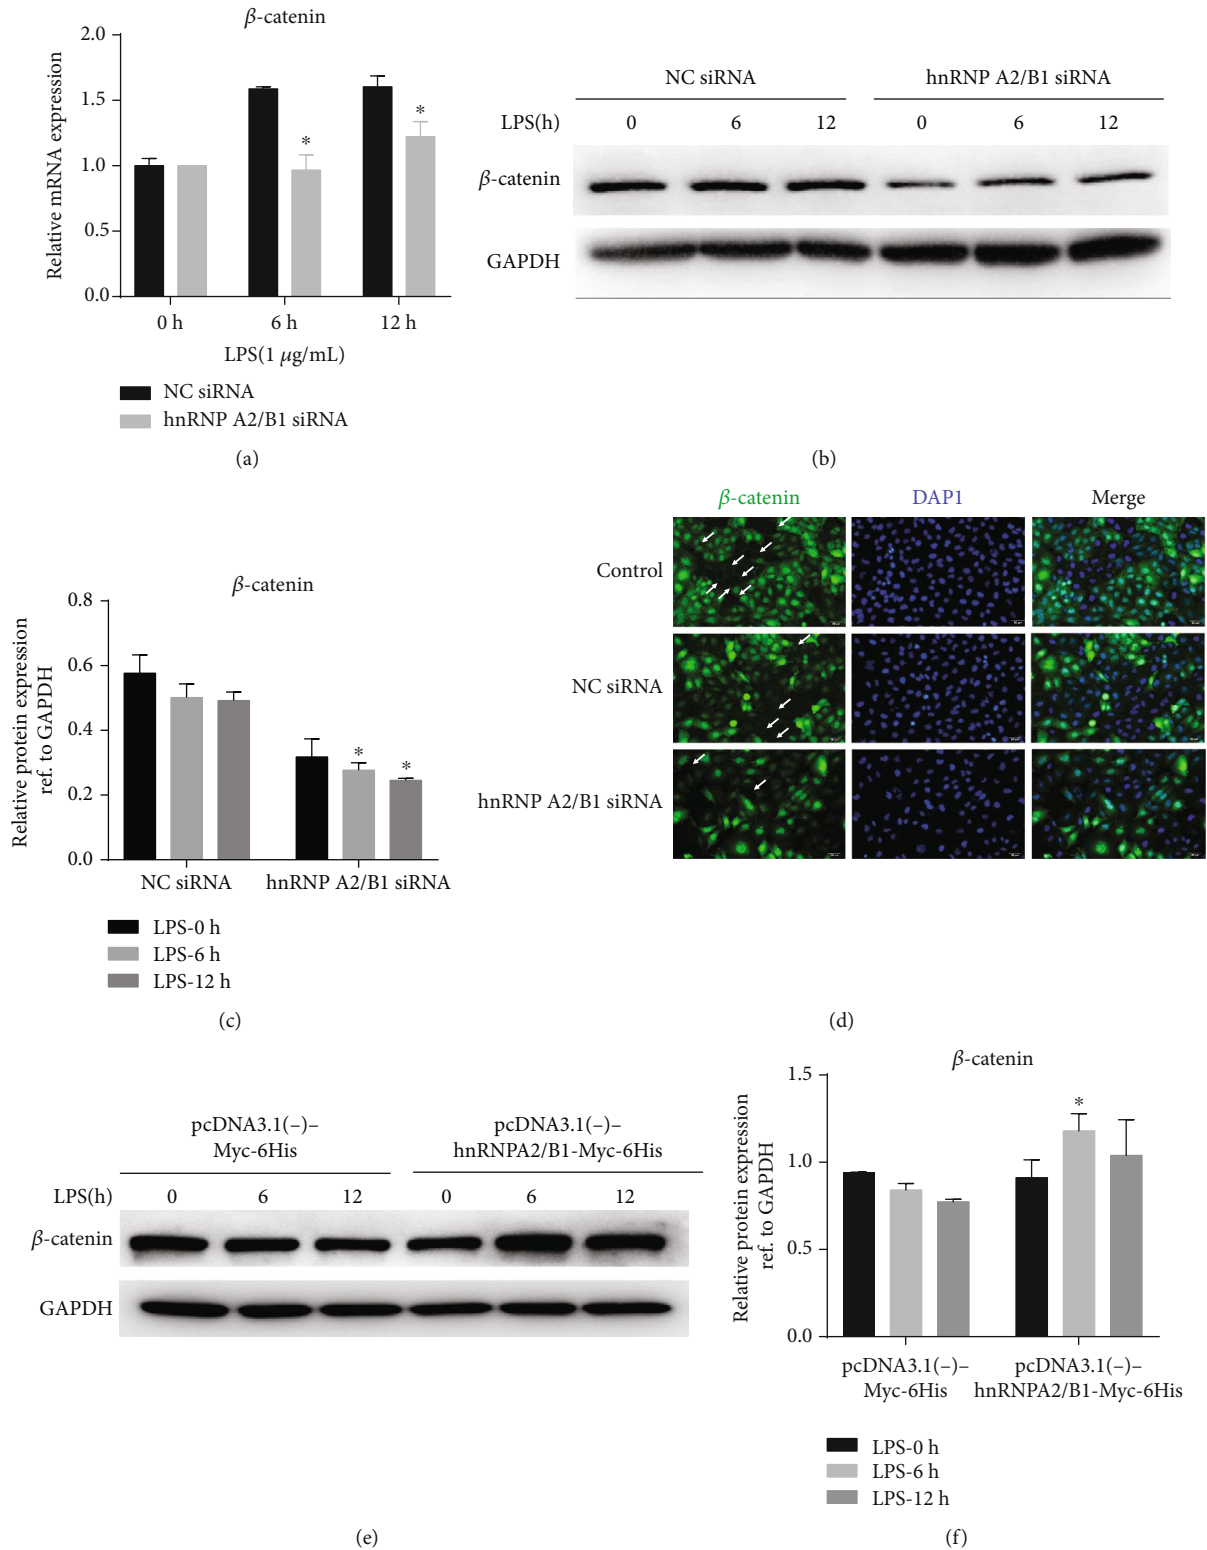 β-catenin
2.0
1.5
1.0
0.5
0.0
Relative mRNA expression
*
*
0 h 6 h 12 h
LPS(1 μg/mL)
NC siRNA
hnRNP A2/B1 siRNA
(a)
NC siRNA hnRNP A2/B1 siRNA
LPS(h) 0 6 12 0 6 12
β-catenin
GAPDH
(b)
β-catenin
0.8
0.6
0.4
0.2
0.0
Relative protein expression
ref. to GAPDH
* *
NC siRNA hnRNP A2/B1 siRNA
LPS-0 h
LPS-6 h
LPS-12 h
(c)
β-catenin DAP1 Merge
Control
NC siRNA
hnRNP A2/B1 siRNA
(d)
pcDNA3.1(–)– pcDNA3.1(–)–
Myc-6His hnRNPA2/B1-Myc-6His
LPS(h) 0 6 12 0 6 12
β-catenin
GAPDH
(e)
β-catenin
1.5
1.0
0.5
0.0
Relative protein expression
ref. to GAPDH
*
pcDNA3.1(–)– pcDNA3.1(–)–
Myc-6His hnRNPA2/B1-Myc-6His
LPS-0 h
LPS-6 h
LPS-12 h
(f)